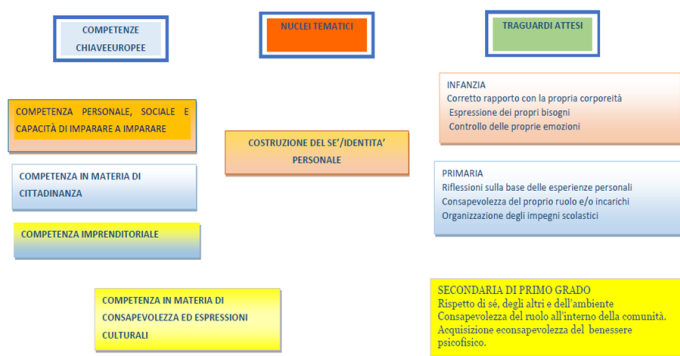 COMPETENZE
CHIAVEEUROPEE
NUCLEI TEMATICI
TRAGUARDI ATTESI
COMPETENZA PERSONALE, SOCIALE E
CAPACITÀ DI IMPARARE A IMPARARE
COMPETENZA IN MATERIA DI
CITTADINANZA
COMPETENZA IMPRENDITORIALE
COMPETENZA IN MATERIA DI
CONSAPEVOLEZZA ED ESPRESSIONI
CULTURALI
COSTRUZIONE DEL SE'/IDENTITA'
PERSONALE
INFANZIA
Corretto rapporto con la propria corporeità
Espressione dei propri bisogni
Controllo delle proprie emozioni
PRIMARIA
Riflessioni sulla base delle esperienze personali
Consapevolezza del proprio ruolo e/o incarichi
Organizzazione degli impegni scolastici
SECONDARIA DI PRIMO GRADO
Rispetto di sé, degli altri e dell'ambiente
Consapevolezza del ruolo all'interno della comunità.
Acquisizione econsapevolezza del benessere
psicofisico.